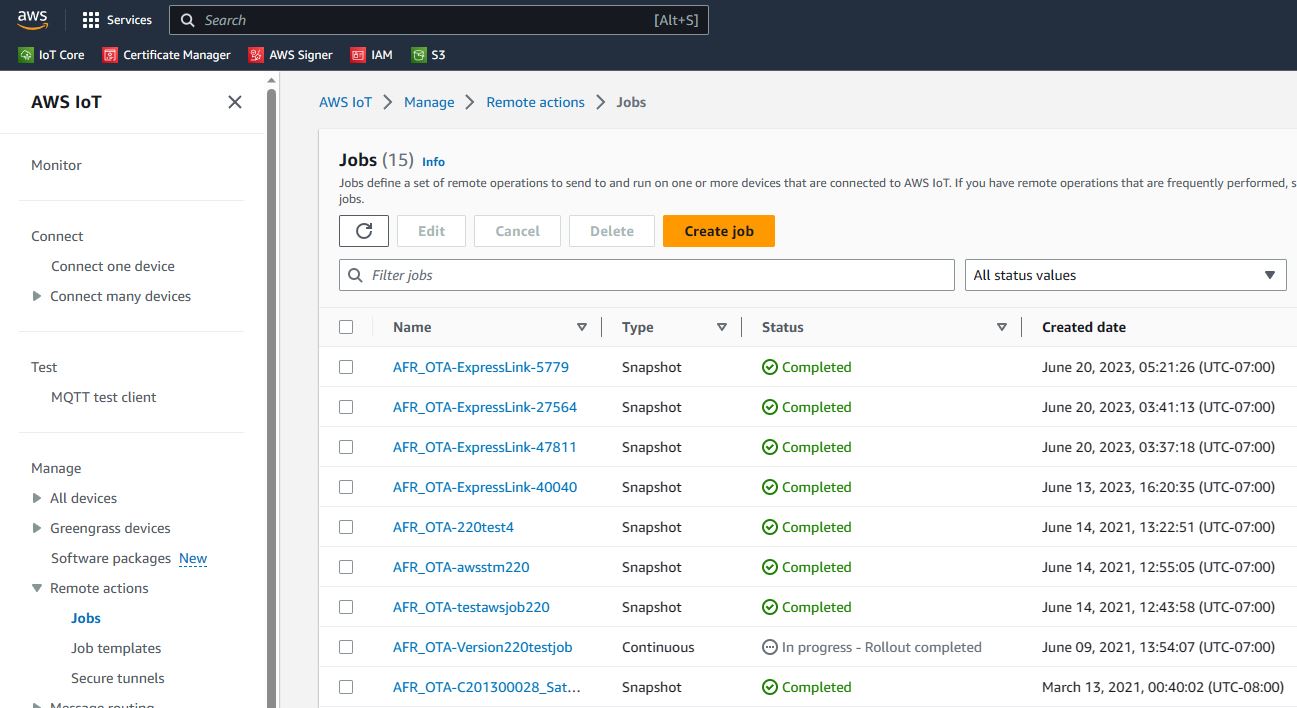 aws
Services
Search
[Alt+S]
IoT Core
Certificate Manager
AWS Signer
IAM
S3
AWS IoT
Monitor
Connect
Connect one device
Connect many devices
Test
MQTT test client
Manage
All devices
Greengrass devices
Software packages New
Remote actions
Jobs
Job templates
Secure tunnels
Message routing
AWS IoT > Manage > Remote actions > Jobs
Jobs (15) Info
Jobs define a set of remote operations to send to and run on one or more devices that are connected to AWS IoT. If you have remote operations that are frequently performed, s
jobs.
Edit
Cancel
Delete
Create job
Filter jobs
All status values
Name Type Status Created date
AFR_OTA-ExpressLink-5779 Snapshot Completed June 20, 2023, 05:21:26 (UTC-07:00)
AFR_OTA-ExpressLink-27564 Snapshot Completed June 20, 2023, 03:41:13 (UTC-07:00)
AFR_OTA-ExpressLink-47811 Snapshot Completed June 20, 2023, 03:37:18 (UTC-07:00)
AFR_OTA-ExpressLink-40040 Snapshot Completed June 13, 2023, 16:20:35 (UTC-07:00)
AFR_OTA-220test4 Snapshot Completed June 14, 2021, 13:22:51 (UTC-07:00)
AFR_OTA-awsstm220 Snapshot Completed June 14, 2021, 12:55:05 (UTC-07:00)
AFR_OTA-testawsjob220 Snapshot Completed June 14, 2021, 12:43:58 (UTC-07:00)
AFR_OTA-Version220testjob Continuous In progress - Rollout completed June 09, 2021, 13:54:07 (UTC-07:00)
AFR_OTA-C201300028_Sat... Snapshot Completed March 13, 2021, 00:40:02 (UTC-08:00)